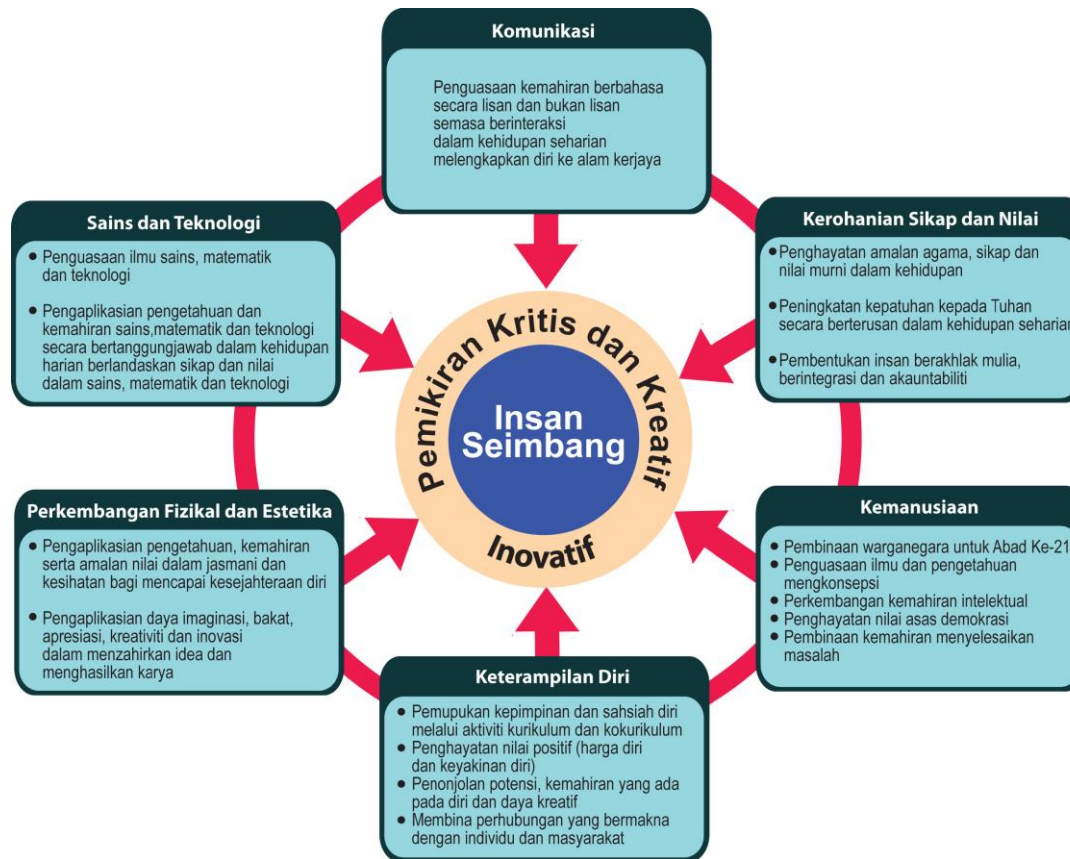 Komunikasi
Penguasaan kemahiran berbahasa
secara lisan dan bukan lisan
semasa berinteraksi
dalam kehidupan seharian
melengkapkan diri ke alam kerjaya
Sains dan Teknologi
● Penguasaan ilmu sains, matematik
dan teknologi
● Pengaplikasian pengetahuan dan
kemahiran sains,matematik dan teknologi
secara bertanggungjawab dalam kehidupan
harian berlandaskan sikap dan nilai
dalam sains, matematik dan teknologi
Kerohanian Sikap dan Nilai
● Penghayatan amalan agama, sikap dan
nilai murni dalam kehidupan
● Peningkatan kepatuhan kepada Tuhan
secara berterusan dalam kehidupan seharian
● Pembentukan insan berakhlak mulia,
berintegrasi dan akauntabiliti
Pemikiran Kritis dan Kreatif
Insan
Seimbang
Inovatif
Perkembangan Fizikal dan Estetika
● Pengaplikasian pengetahuan, kemahiran
serta amalan nilai dalam jasmani dan
kesihatan bagi mencapai kesejahteraan diri
● Pengaplikasian daya imaginasi, bakat,
apresiasi, kreativiti dan inovasi
dalam menzahirkan idea dan
menghasilkan karya
Kemanusiaan
● Pembinaan warganegara untuk Abad Ke-21
● Penguasaan ilmu dan pengetahuan
mengkonsepsi
● Perkembangan kemahiran intelektual
● Penghayatan nilai asas demokrasi
● Pembinaan kemahiran menyelesaikan
masalah
Keterampilan Diri
● Pemupukan kepimpinan dan sahsiah diri
melalui aktiviti kurikulum dan kokurikulum
● Penghayatan nilai positif (harga diri
dan keyakinan diri)
● Penonjolan potensi, kemahiran yang ada
pada diri dan daya kreatif
● Membina perhubungan yang bermakna
dengan individu dan masyarakat